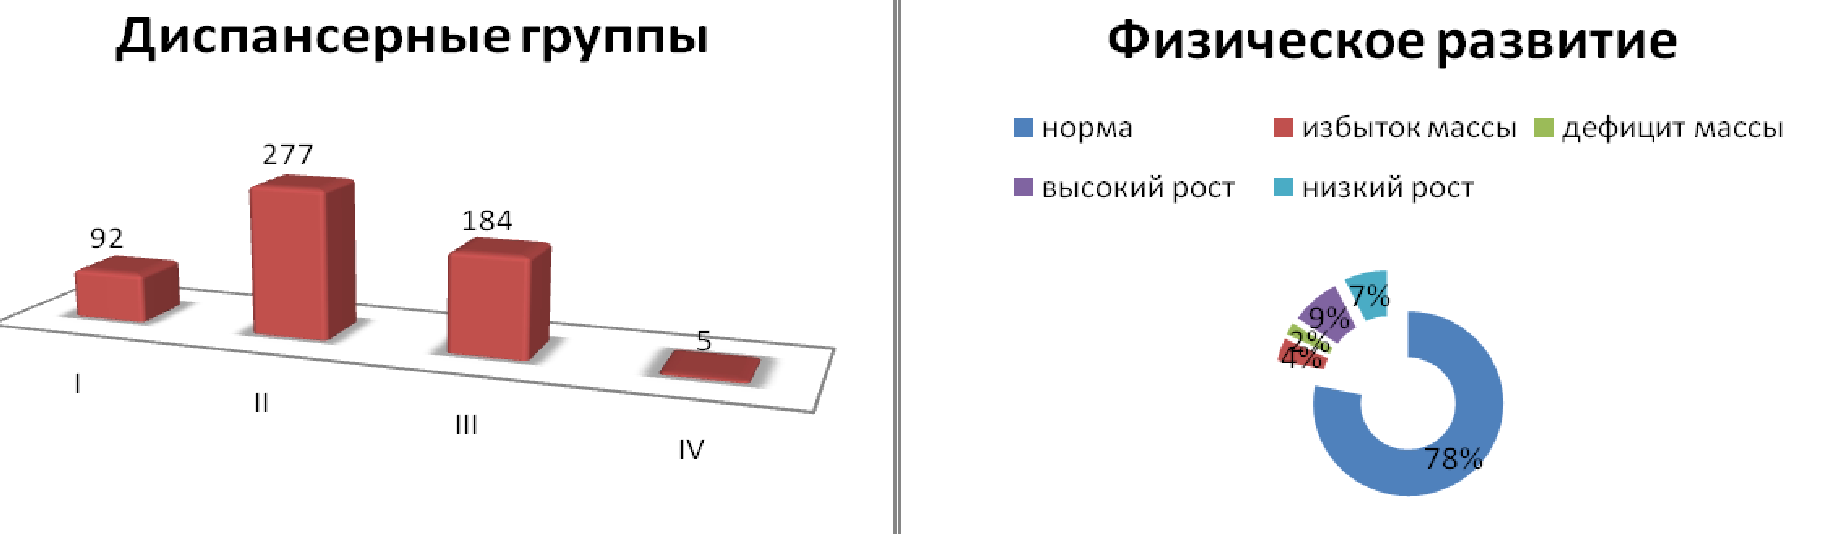 Диспансерные группы
277
184
92
5
I
II
III
IV
Физическое развитие
норма
избыток массы
дефицит массы
высокий рост
низкий рост
7%
9%
2%
4%
78%